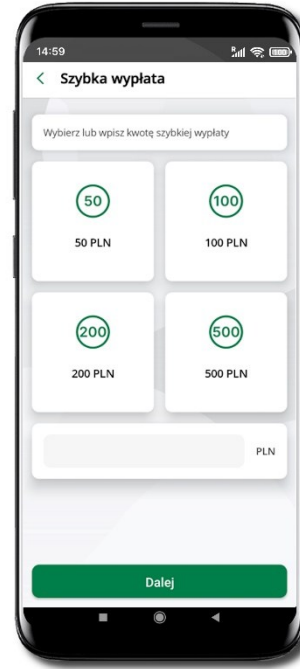 14:59
Szybka wypłata
Wybierz lub wpisz kwotę szybkiej wypłaty
50
100
50 PLN
100 PLN
200
500
200 PLN
500 PLN
PLN
Dalej